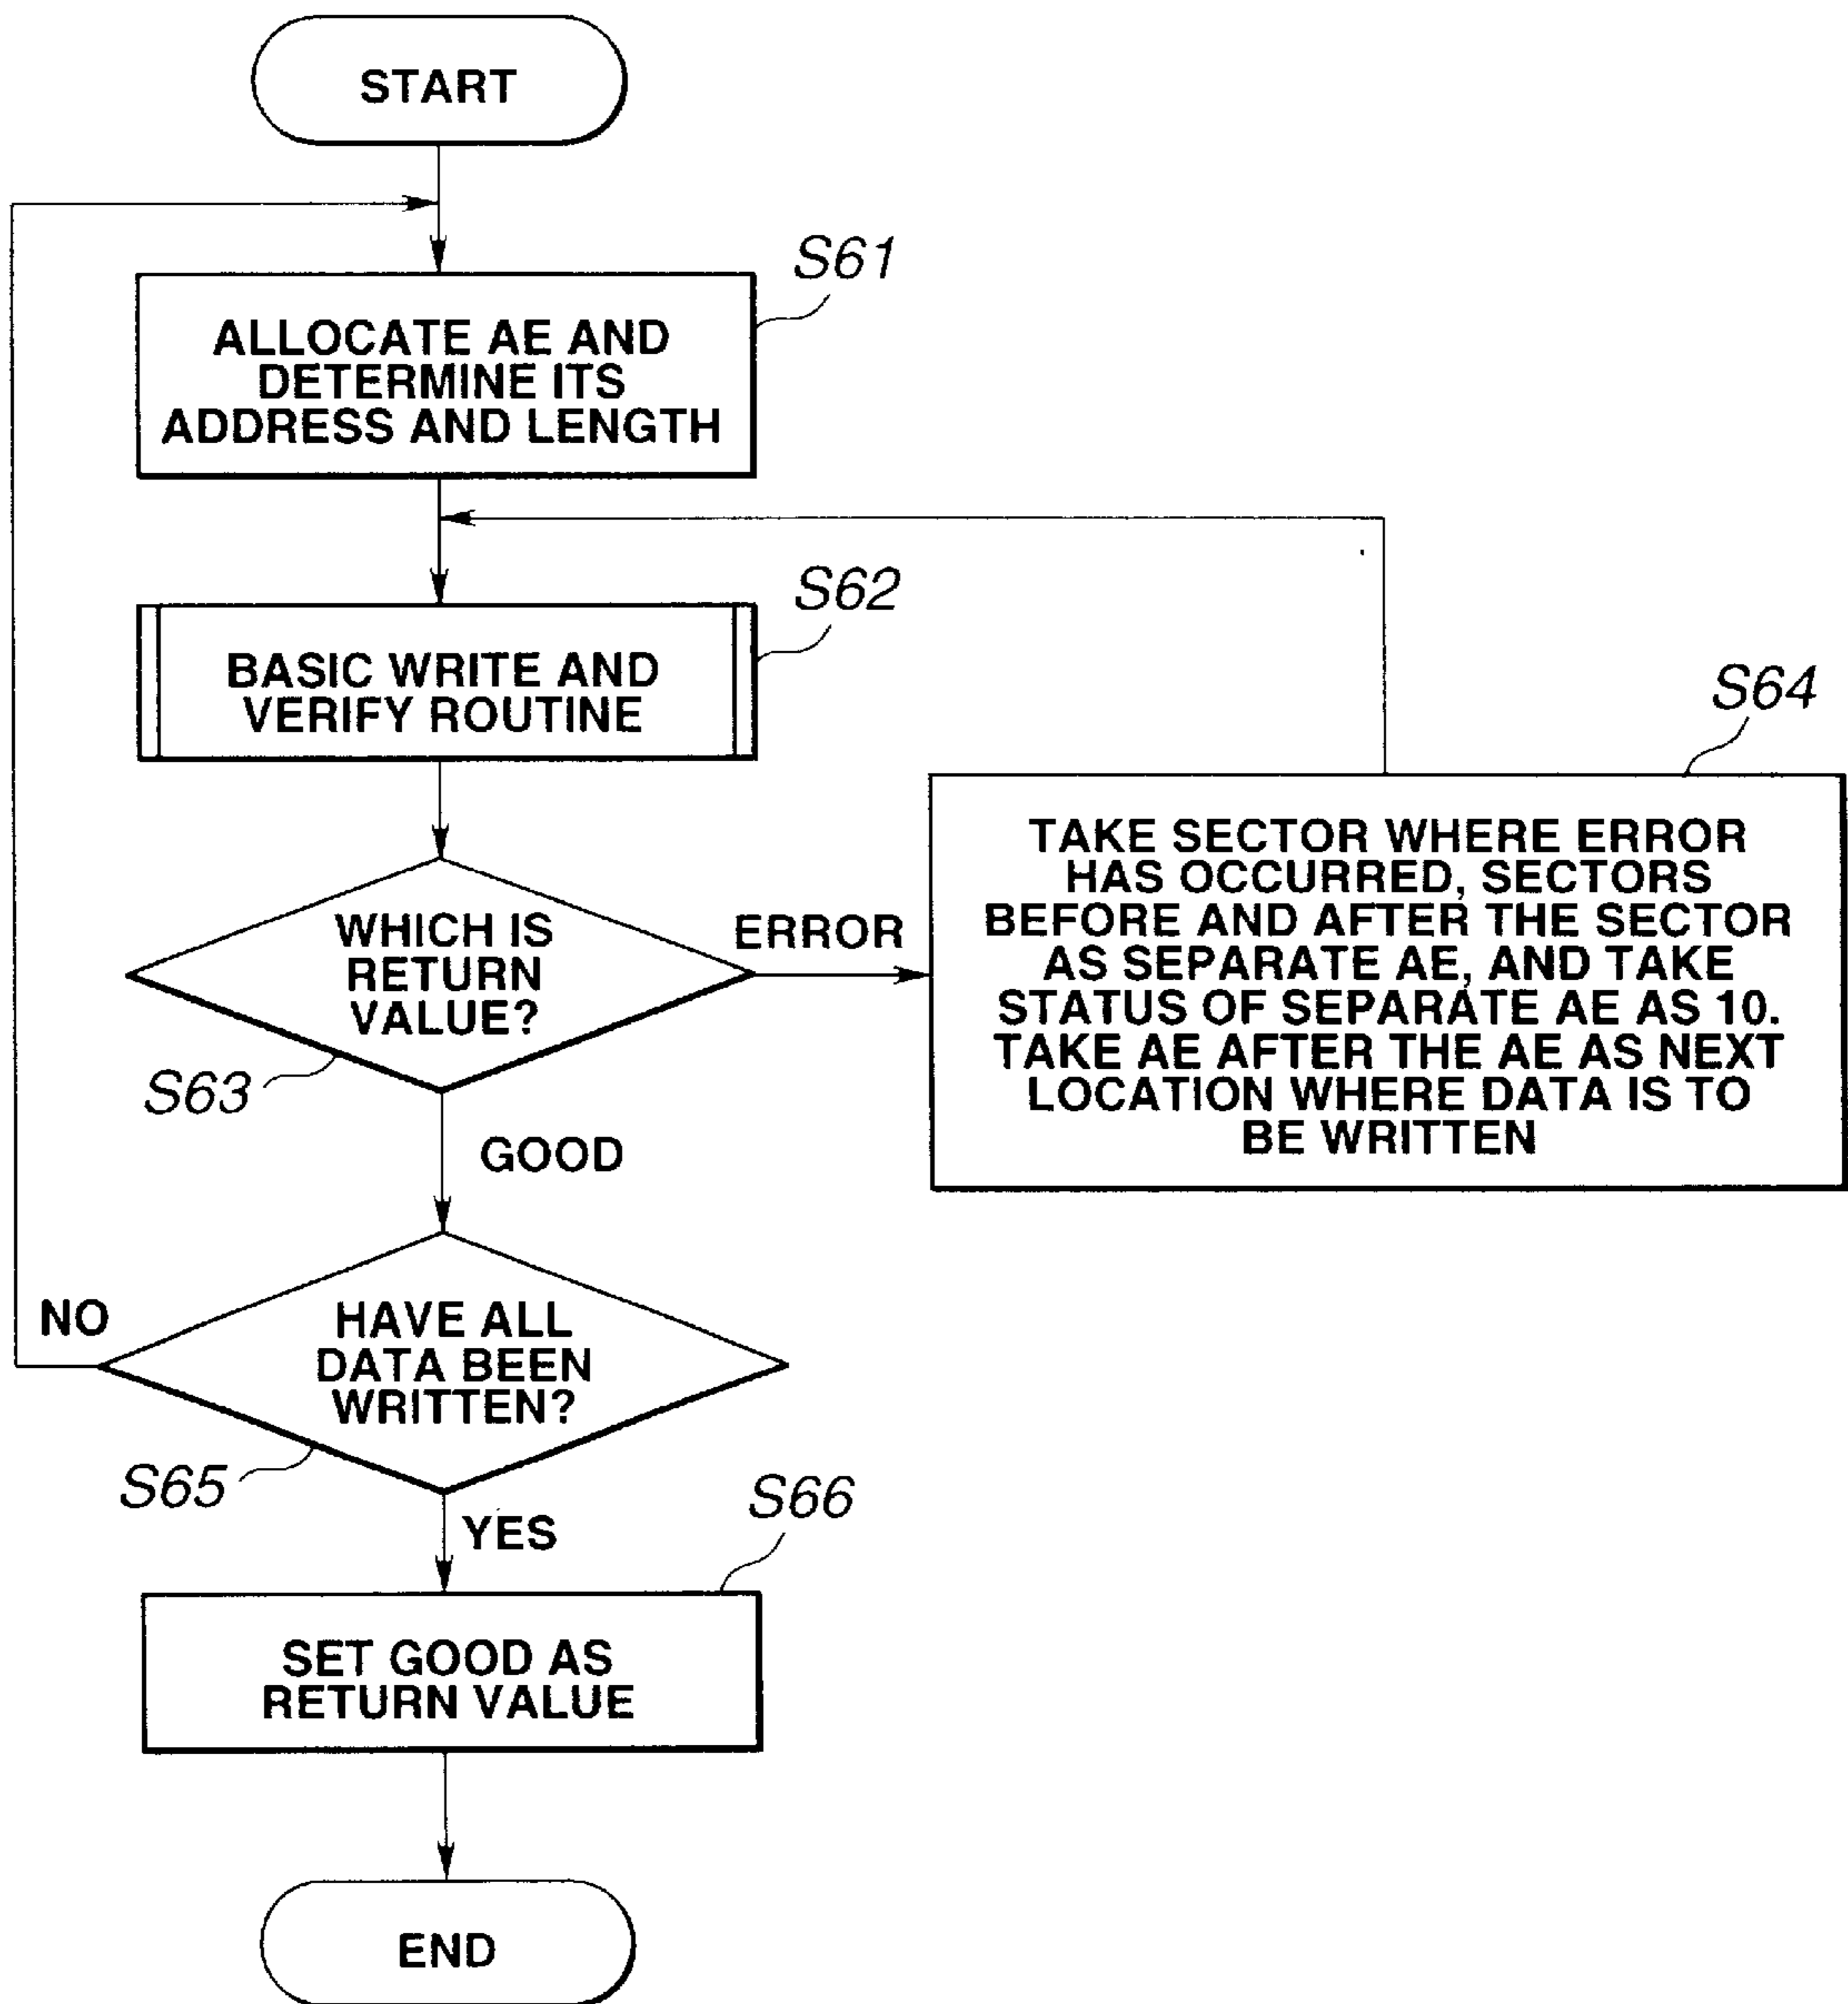 START
S61
ALLOCATE AE AND
DETERMINE ITS
ADDRESS AND LENGTH
S62
BASIC WRITE AND
VERIFY ROUTINE
S64
TAKE SECTOR WHERE ERROR
HAS OCCURRED, SECTORS
BEFORE AND AFTER THE SECTOR
AS SEPARATE AE, AND TAKE
STATUS OF SEPARATE AE AS 10.
TAKE AE AFTER THE AE AS NEXT
LOCATION WHERE DATA IS TO
BE WRITTEN
WHICH IS
RETURN
VALUE?
ERROR
S63
GOOD
NO
HAVE ALL
DATA BEEN
WRITTEN?
S65
YES
S66
SET GOOD AS
RETURN VALUE
END